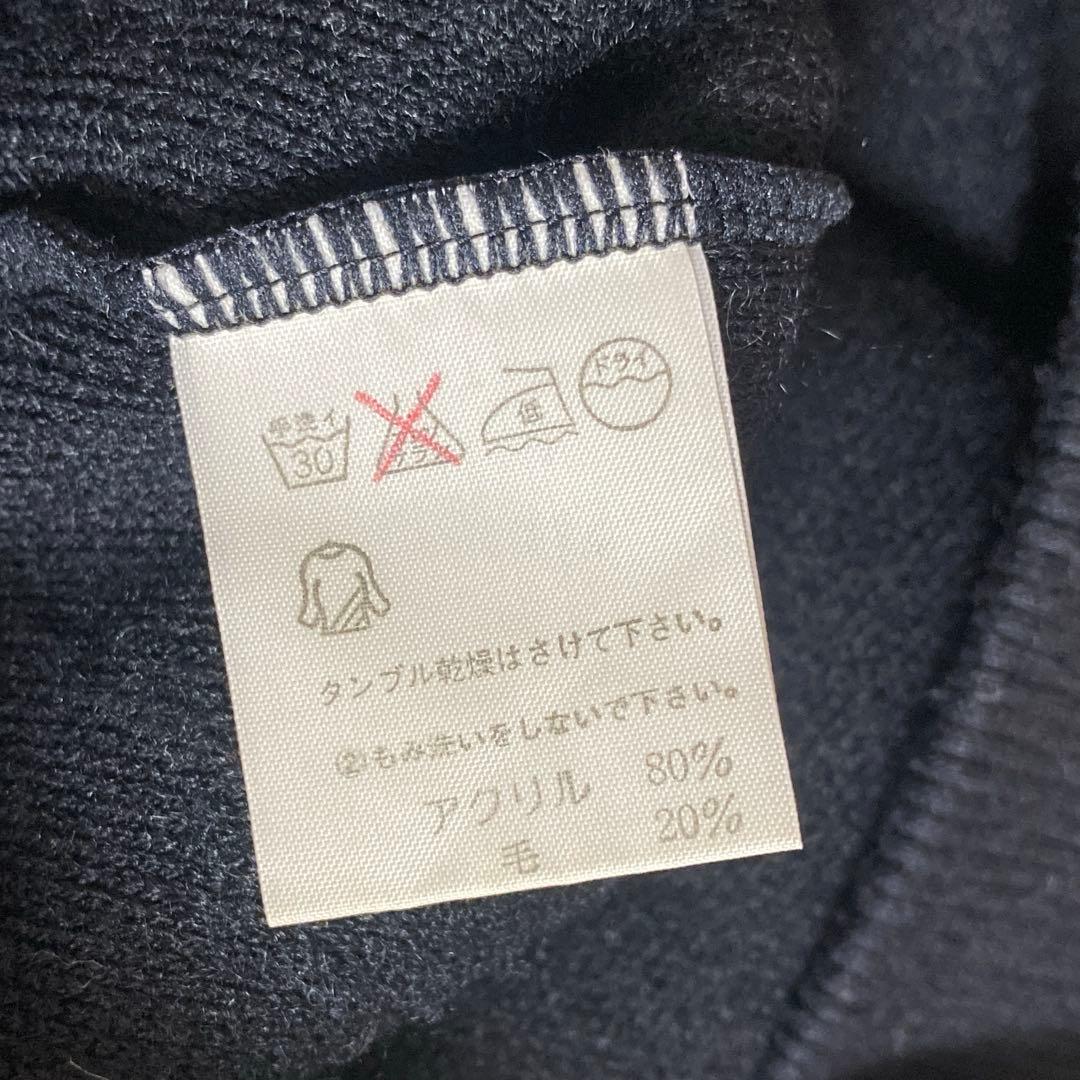 手洗イ
30
低
ドライ
タンブル乾燥はさけて下さい。
②もみ洗いをしないで下さい。
アクリル 80%
毛 20%